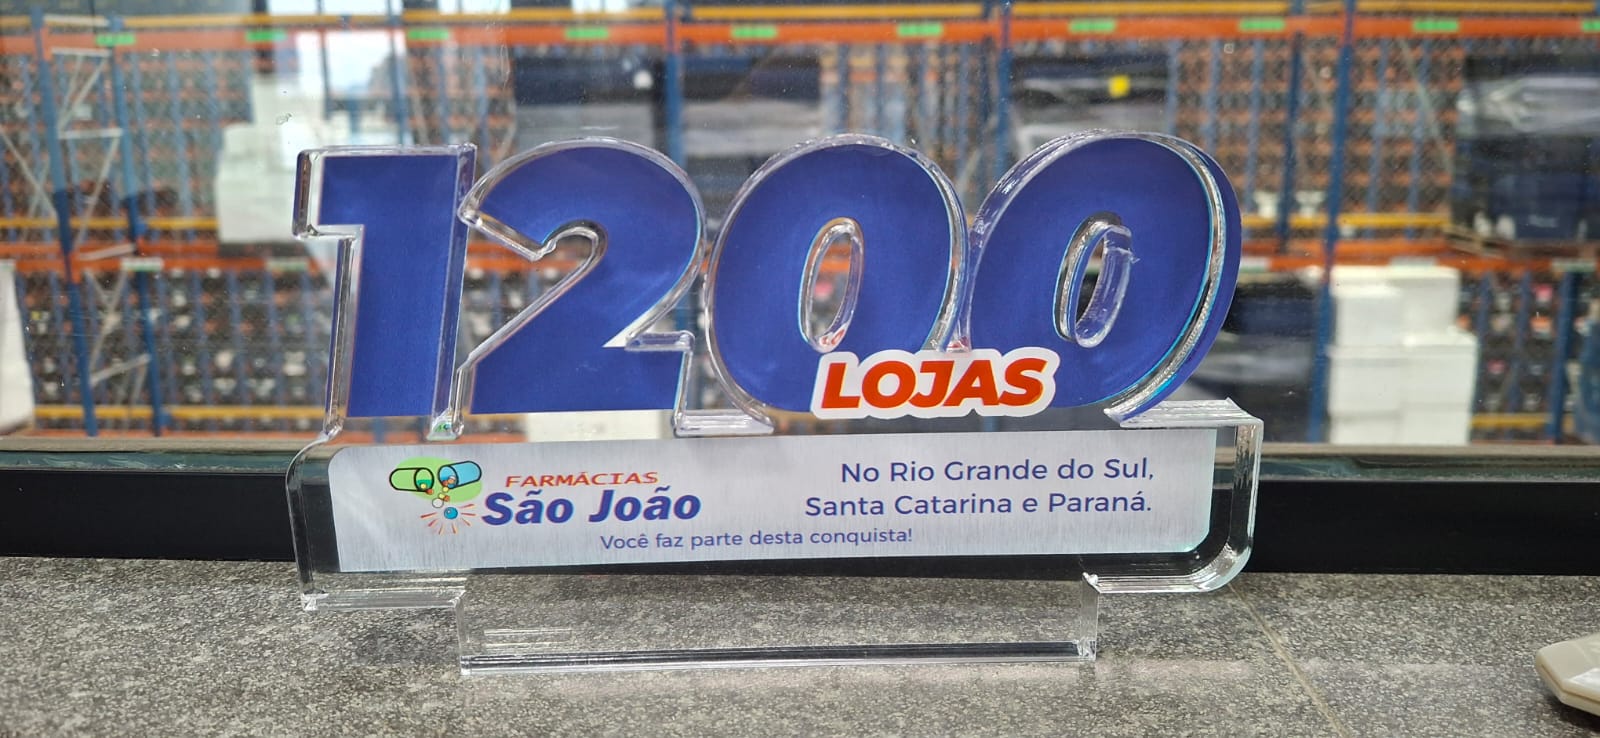 1200
LOJAS
FARMÁCIAS
São João
No Rio Grande do Sul,
Santa Catarina e Paraná.
Você faz parte desta conquista!